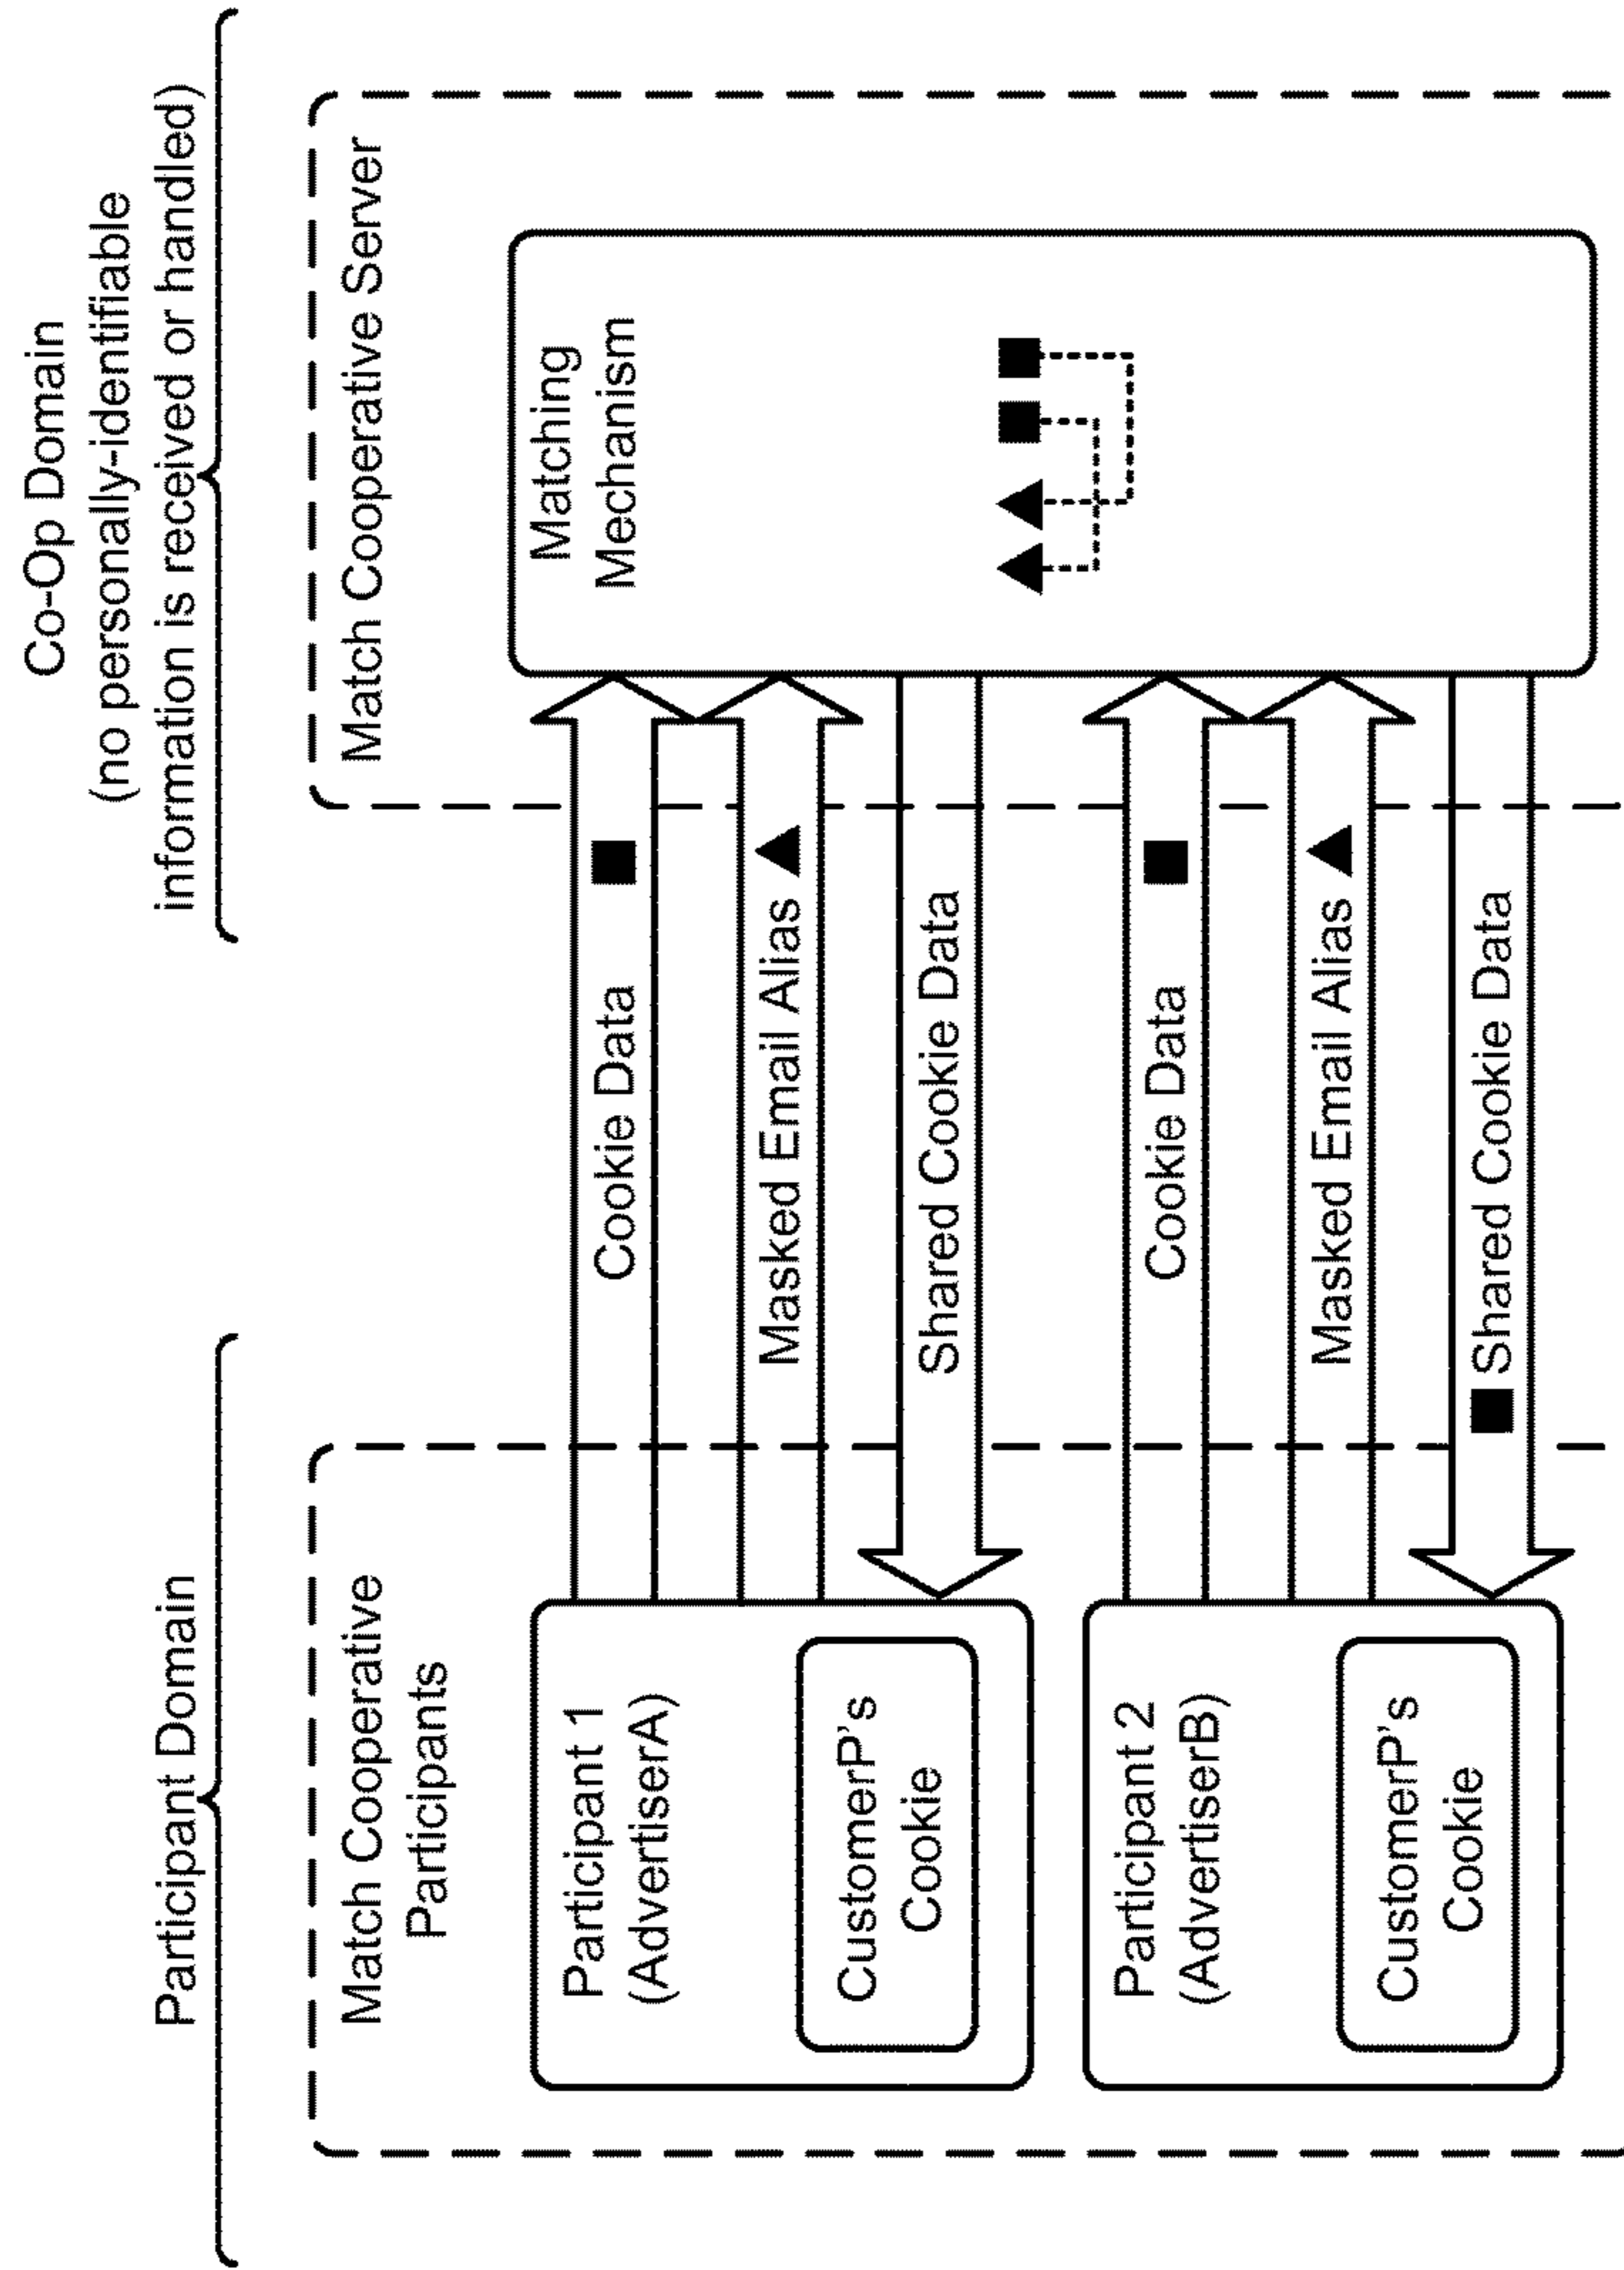 Participant Domain
Co-Op Domain
(no personally-identifiable
information is received or handled)
Match Cooperative
Participants
Match Cooperative Server
Participant 1
(AdvertiserA)
CustomerP's
Cookie
Cookie Data
Masked Email Alias
Shared Cookie Data
Matching
Mechanism
Participant 2
(AdvertiserB)
CustomerP's
Cookie
Cookie Data
Masked Email Alias
Shared Cookie Data